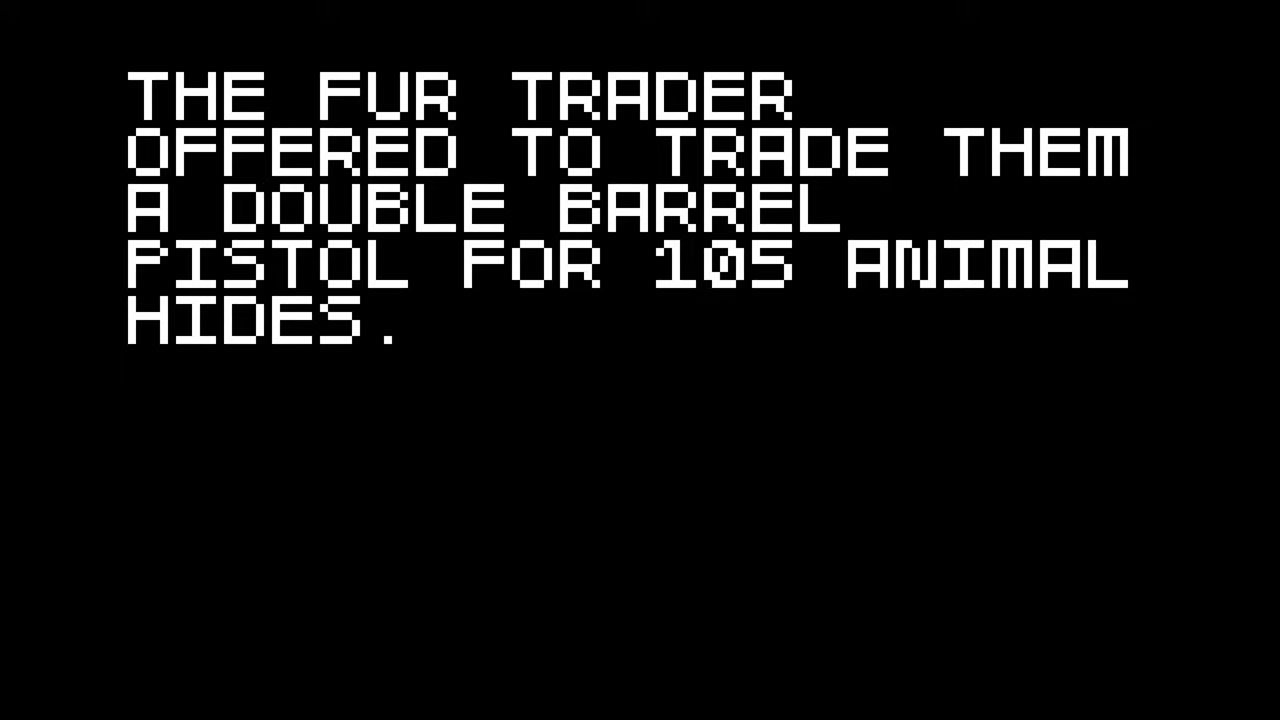 THE FUR TRADER
OFFERED TO TRADE THEM
A DOUBLE BARREL
PISTOL FOR 105 ANIMAL
HIDES.